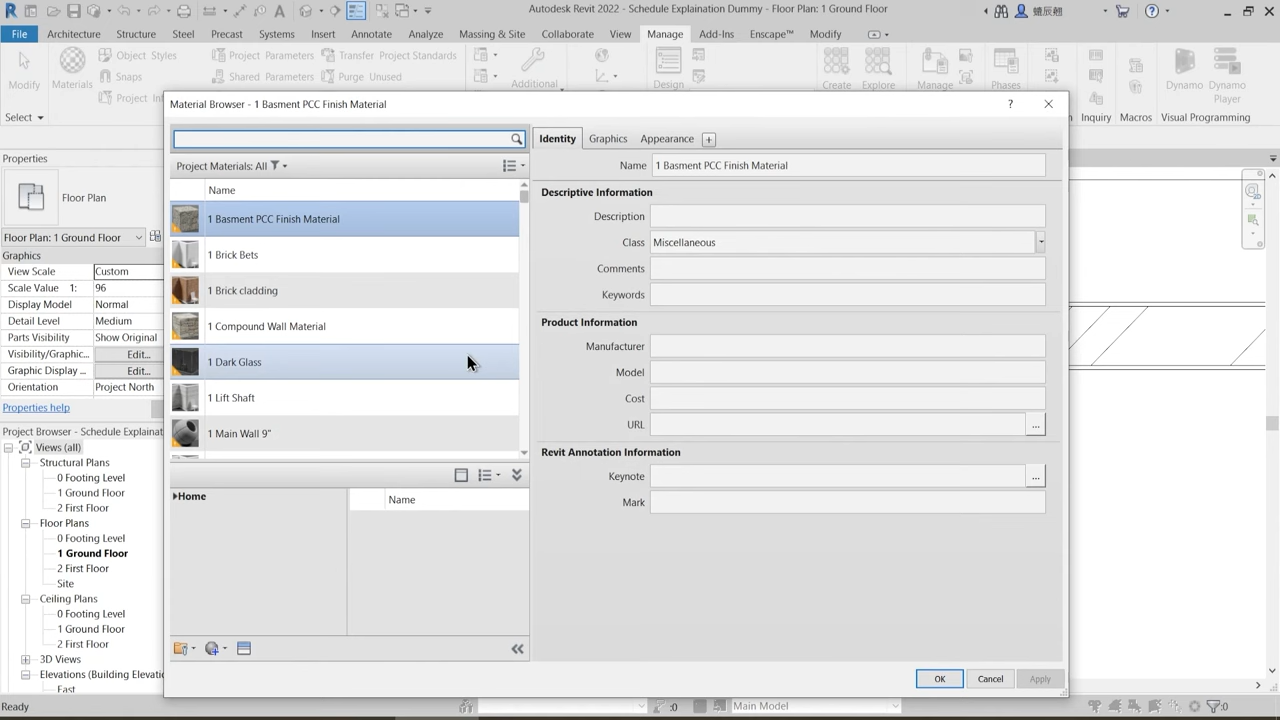 Autodesk Revit 2022 - Schedule Explaination Dummy - Floor Plan: 1 Ground Floor
File Architecture Structure Steel Precast Systems Insert Annotate Analyze Massing & Site Collaborate View Manage Add-Ins Enscape™ Modify
Modify
Materials
Object Styles
Snaps
Project Parameters
Shared Parameters
Transfer Project Standards
Purge Unused
Additional
Design
Create
Explore
Manage
Phases
Dynamo
Dynamo Player
Select
Inquiry
Macros
Visual Programming
Material Browser - 1 Basment PCC Finish Material
Properties
Floor Plan
Floor Plan: 1 Ground Floor
Graphics
View Scale Custom
Scale Value 1: 96
Display Model Normal
Detail Level Medium
Parts Visibility Show Original
Visibility/Graphic... Edit...
Graphic Display ... Edit...
Orientation Project North
Properties help
Project Browser - Schedule Explainat
Views (all)
Structural Plans
0 Footing Level
1 Ground Floor
2 First Floor
Floor Plans
0 Footing Level
1 Ground Floor
2 First Floor
Site
Ceiling Plans
0 Footing Level
1 Ground Floor
2 First Floor
3D Views
Elevations (Building Elevatio
East
Project Materials: All
Name
1 Basment PCC Finish Material
1 Brick Bets
1 Brick cladding
1 Compound Wall Material
1 Dark Glass
1 Lift Shaft
1 Main Wall 9"
Home
Name
Identity Graphics Appearance
Name 1 Basment PCC Finish Material
Descriptive Information
Description
Class Miscellaneous
Comments
Keywords
Product Information
Manufacturer
Model
Cost
URL ...
Revit Annotation Information
Keynote ...
Mark
OK Cancel Apply
Ready
:0
Main Model
:0